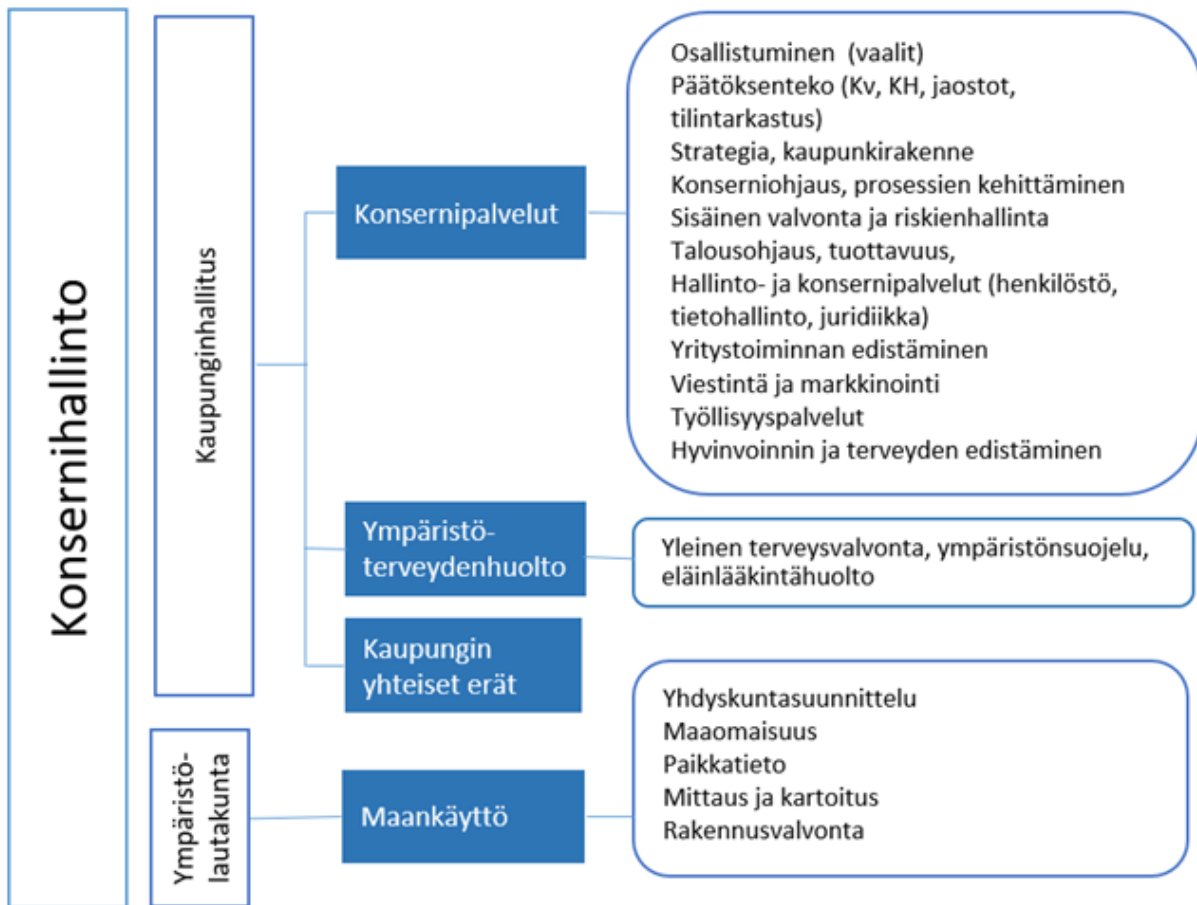 Konsernihallinto
Kaupunginhallitus
Konsernipalvelut
Osallistuminen (vaalit)
Päätöksenteko (Kv, KH, jaostot,
tilintarkastus)
Strategia, kaupunkirakenne
Konserniohjaus, prosessien kehittäminen
Sisäinen valvonta ja riskienhallinta
Talousohjaus, tuottavuus,
Hallinto- ja konsernipalvelut (henkilöstö,
tietohallinto, juridiikka)
Yritystoiminnan edistäminen
Viestintä ja markkinointi
Työllisyyspalvelut
Hyvinvoinnin ja terveyden edistäminen
Ympäristö-
terveydenhuolto
Yleinen terveysvalvonta, ympäristönsuojelu,
eläinlääkintähuolto
Kaupungin
yhteiset erät
Ympäristö-
lautakunta
Maankäyttö
Yhdyskuntasuunnittelu
Maaomaisuus
Paikkatieto
Mittaus ja kartoitus
Rakennusvalvonta